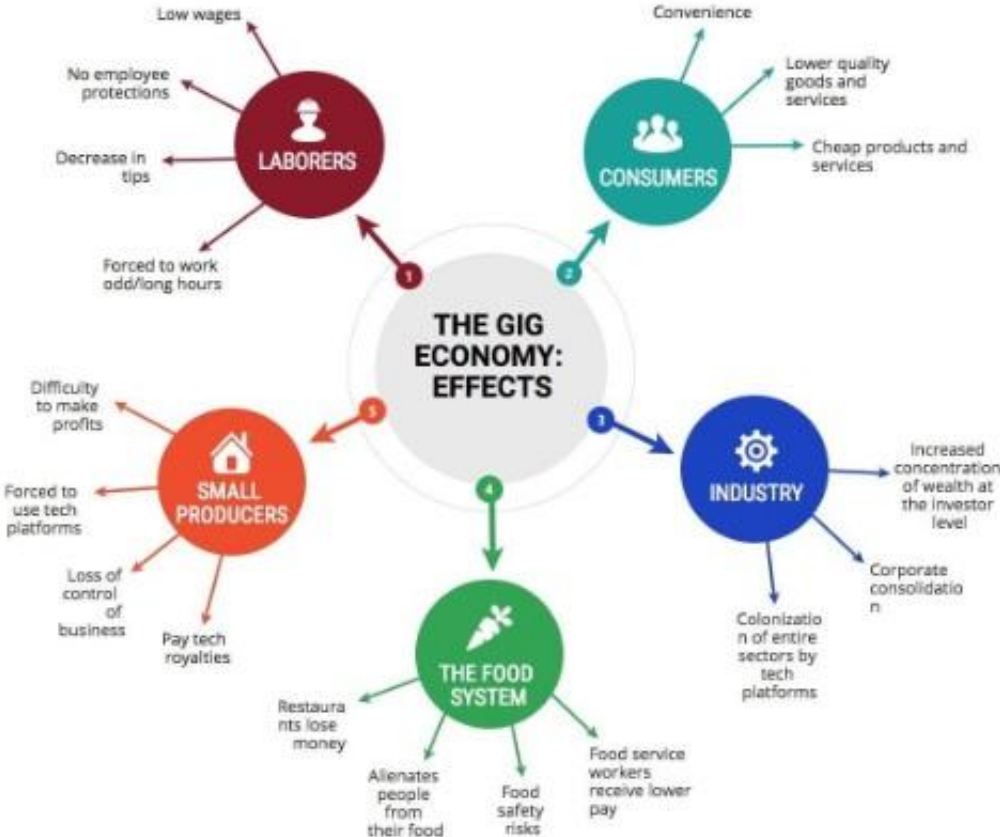 THE GIG
ECONOMY:
EFFECTS
1
LABORERS
Low wages
No employee
protections
Decrease in
tips
Forced to work
odd/long hours
2
CONSUMERS
Convenience
Lower quality
goods and
services
Cheap products and
services
3
INDUSTRY
Increased
concentration
of wealth at
the investor
level
Corporate
consolidatio
n
Colonizatio
n of entire
sectors by
tech
platforms
4
THE FOOD
SYSTEM
Restaura
nts lose
money
Alienates
people
from
their food
Food
safety
risks
Food service
workers
receive lower
pay
5
SMALL
PRODUCERS
Difficulty
to make
profits
Forced to
use tech
platforms
Loss of
control
of
business
Pay tech
royalties